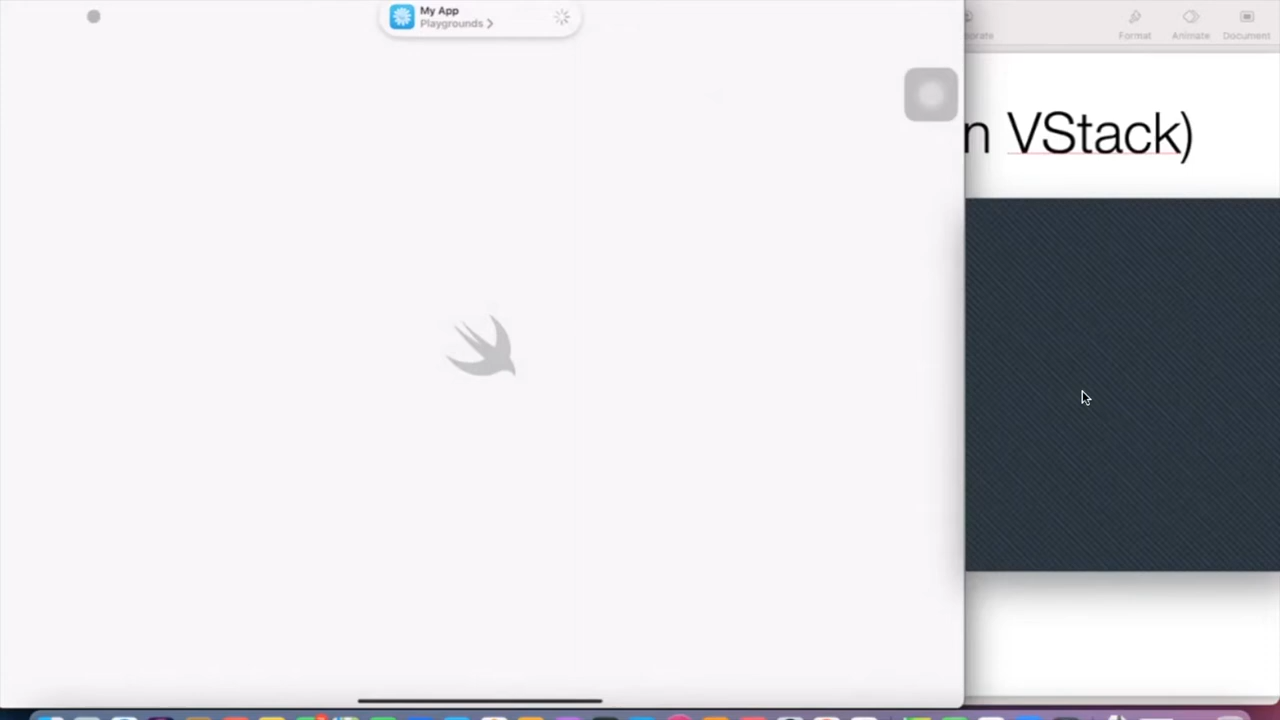 My App
Playgrounds >
Format
Animate
Document
VStack)